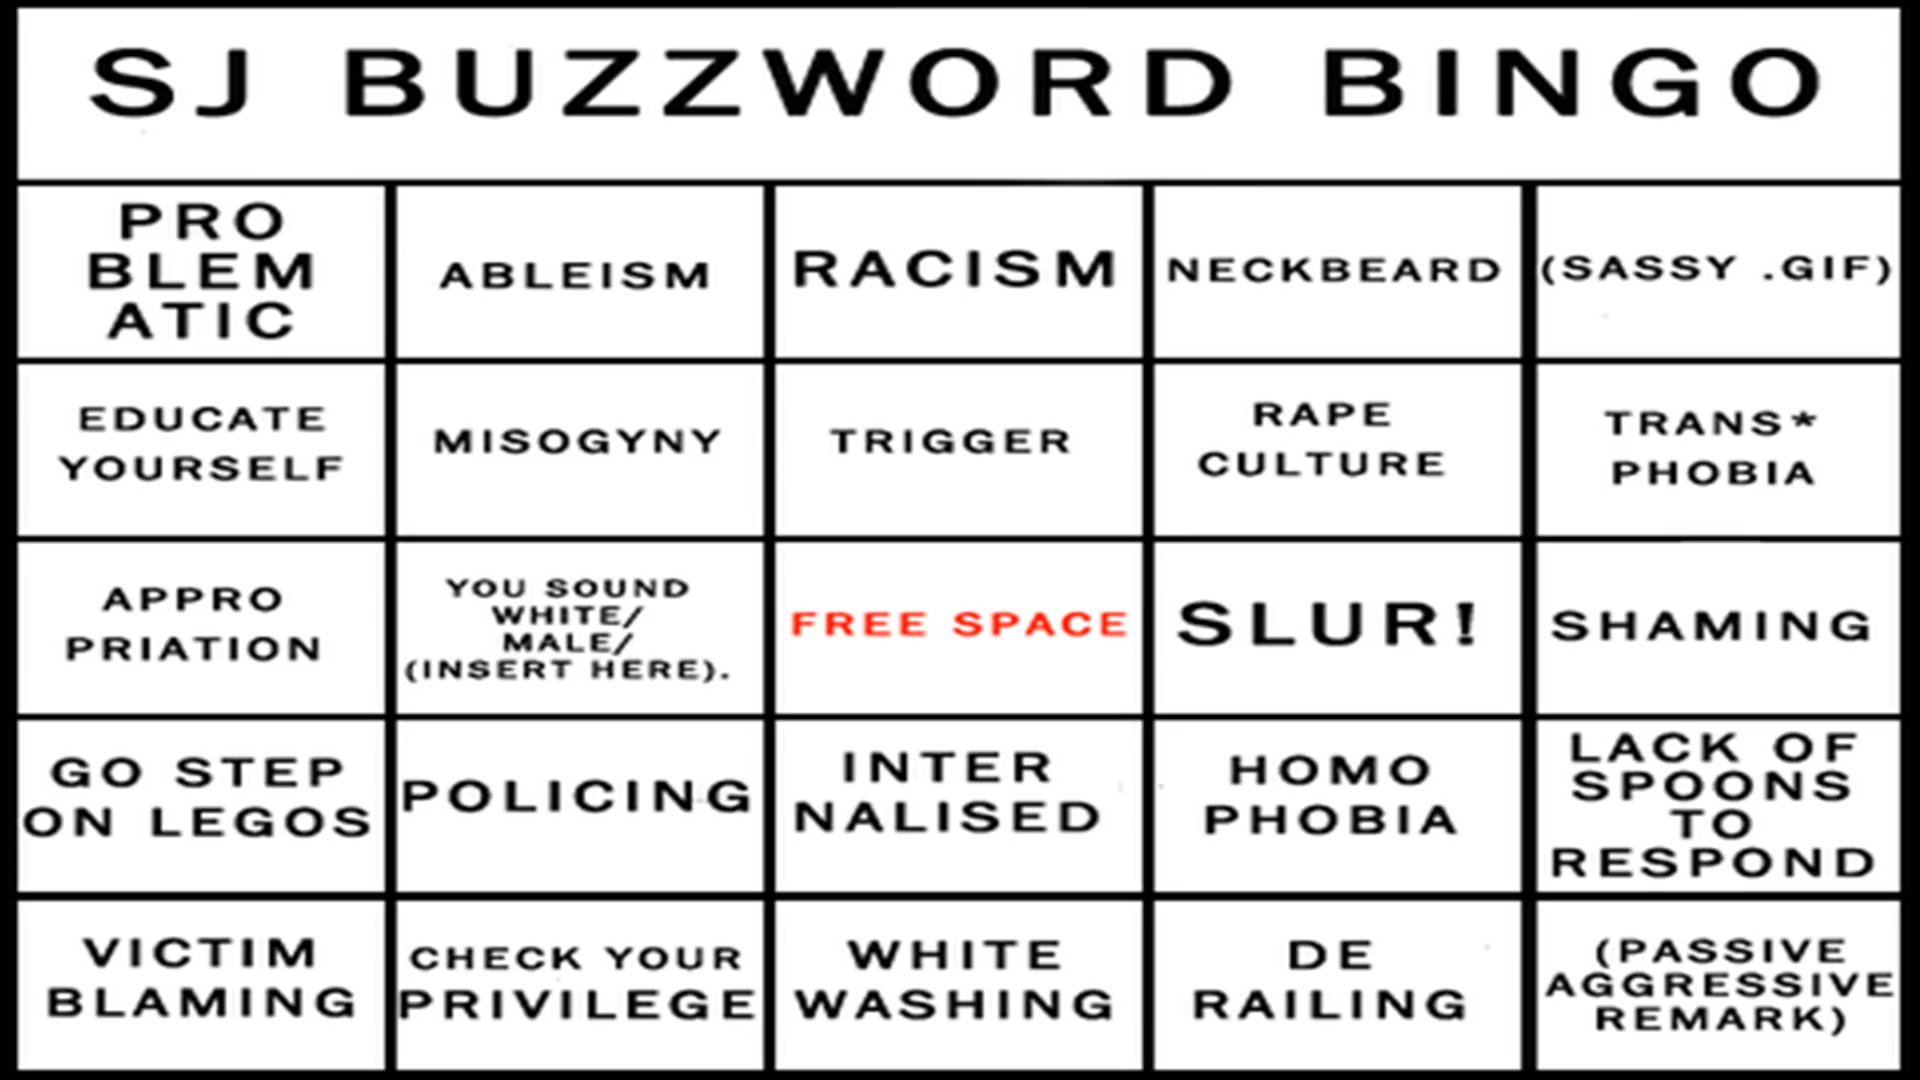 SJ BUZZWORD BINGO
PRO
BLEM
ATIC
ABLEISM
RACISM
NECKBEARD
(SASSY .GIF)
EDUCATE
YOURSELF
MISOGYNY
TRIGGER
RAPE
CULTURE
TRANS*
PHOBIA
APPRO
PRIATION
YOU SOUND
WHITE/
MALE/
(INSERT HERE).
FREE SPACE
SLUR!
SHAMING
GO STEP
ON LEGOS
POLICING
INTER
NALISED
HOMO
PHOBIA
LACK OF
SPOONS
TO
RESPOND
VICTIM
BLAMING
CHECK YOUR
PRIVILEGE
WHITE
WASHING
DE
RAILING
(PASSIVE
AGGRESSIVE
REMARK)